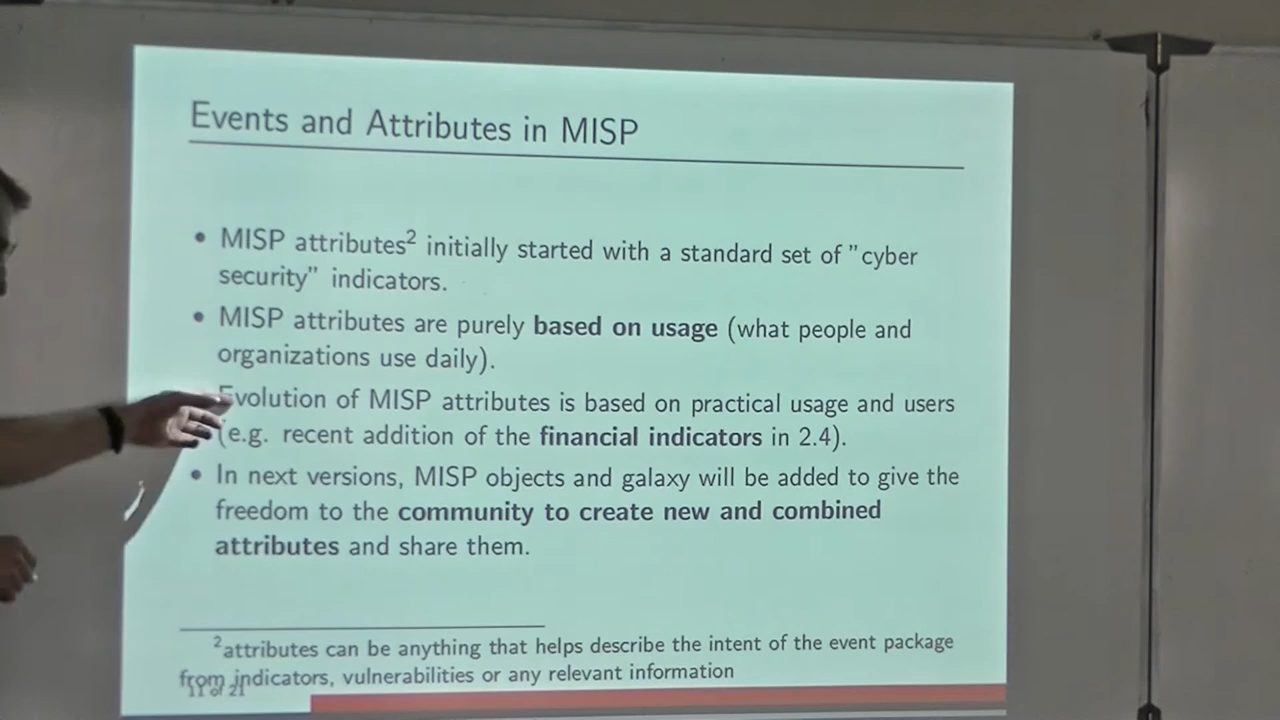 Events and Attributes in MISP
• MISP attributes² initially started with a standard set of "cyber
security" indicators.
• MISP attributes are purely based on usage (what people and
organizations use daily).
Evolution of MISP attributes is based on practical usage and users
(e.g. recent addition of the financial indicators in 2.4).
• In next versions, MISP objects and galaxy will be added to give the
freedom to the community to create new and combined
attributes and share them.
²attributes can be anything that helps describe the intent of the event package
from indicators, vulnerabilities or any relevant information
11 of 21